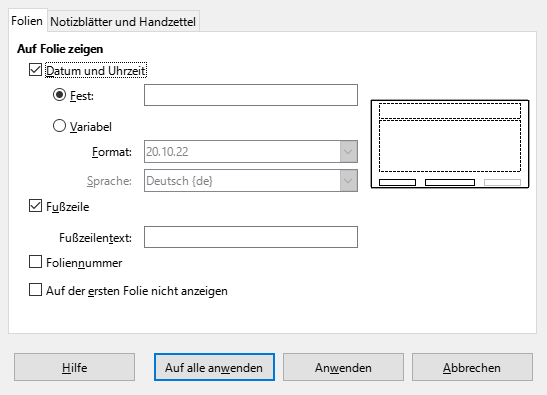 Folien Notizblätter und Handzettel
Auf Folie zeigen
Datum und Uhrzeit
Fest:
Variabel
Format: 20.10.22
Sprache: Deutsch {de}
Fußzeile
Fußzeilentext:
Foliennummer
Auf der ersten Folie nicht anzeigen
Hilfe Auf alle anwenden Anwenden Abbrechen